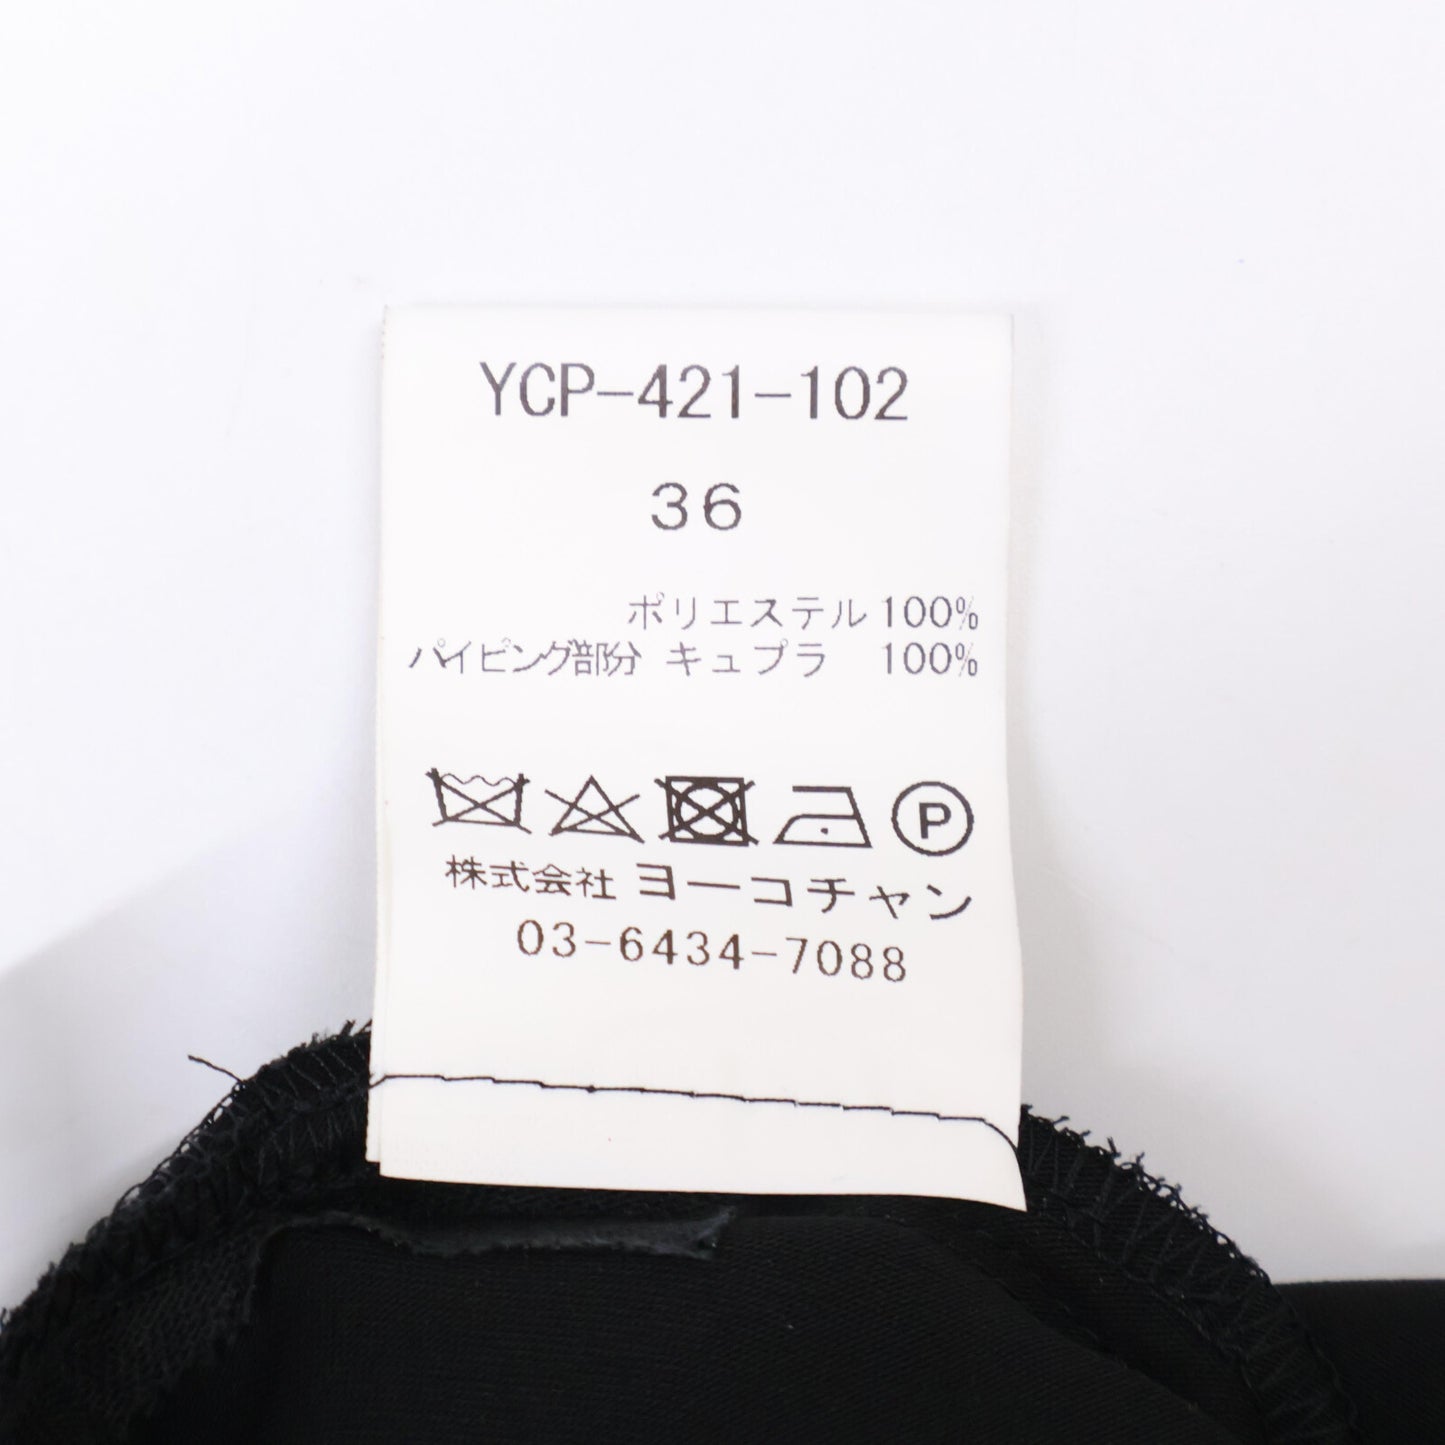 YCP-421-102
36
ポリエステル 100%
パイピング部分 キュプラ 100%
P
株式会社 ヨーコチャン
03-6434-7088